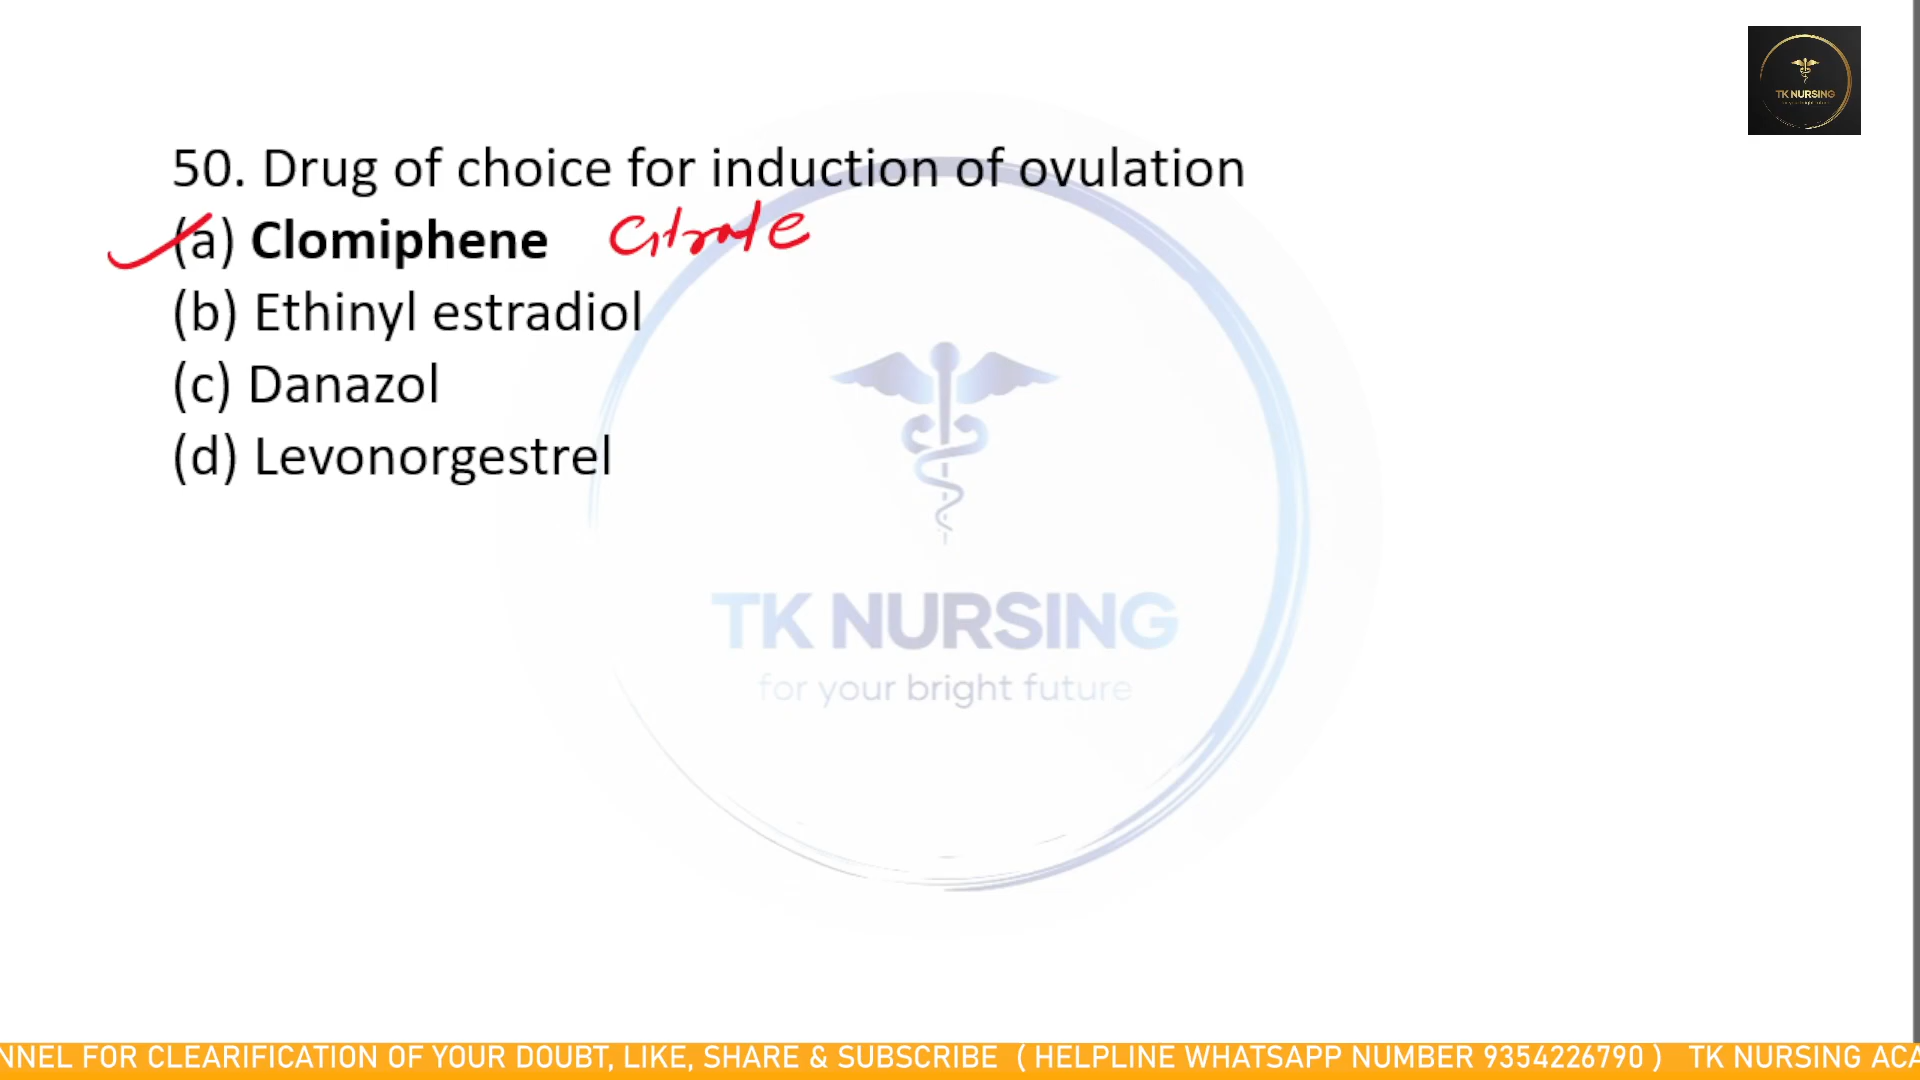 TK NURSING
50. Drug of choice for induction of ovulation
(a) Clomiphene Citrate
(b) Ethinyl estradiol
(c) Danazol
(d) Levonorgestrel
TK NURSING
for your bright future
NNEL FOR CLEARIFICATION OF YOUR DOUBT, LIKE, SHARE & SUBSCRIBE ( HELPLINE WHATSAPP NUMBER 9354226790 ) TK NURSING ACA